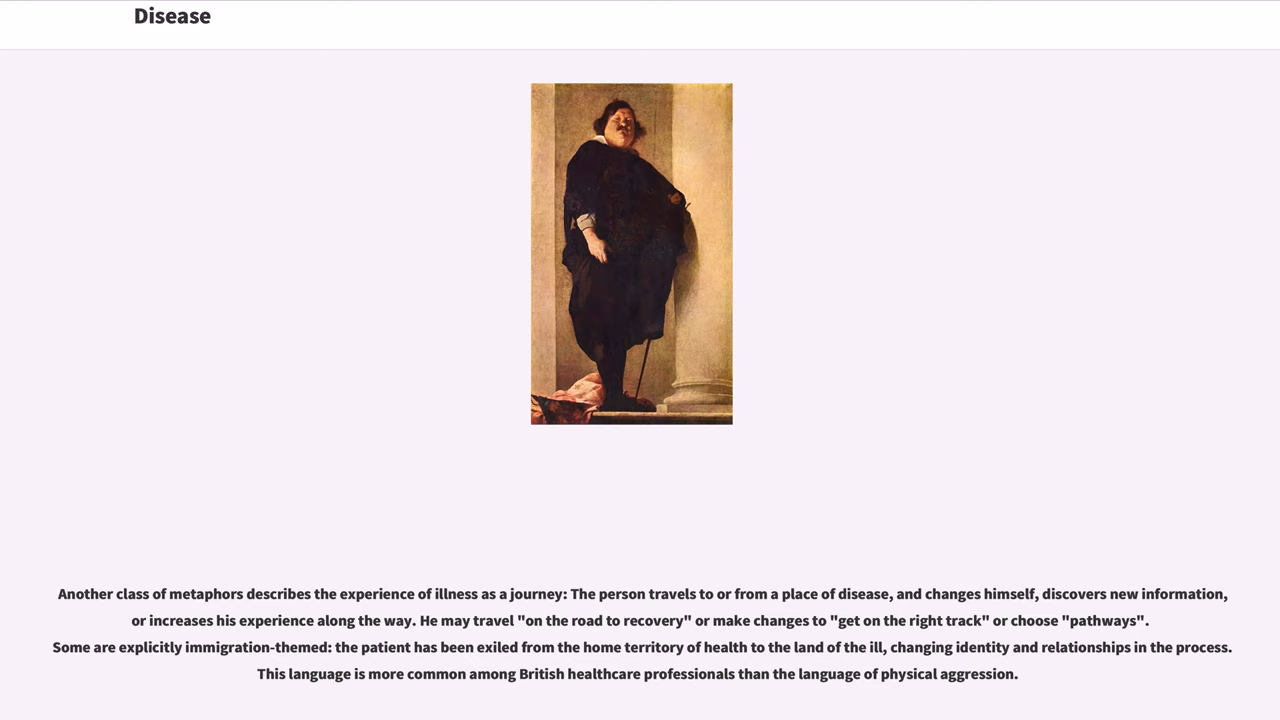 Disease
Another class of metaphors describes the experience of illness as a journey: The person travels to or from a place of disease, and changes himself, discovers new information,
or increases his experience along the way. He may travel "on the road to recovery" or make changes to "get on the right track" or choose "pathways".
Some are explicitly immigration-themed: the patient has been exiled from the home territory of health to the land of the ill, changing identity and relationships in the process.
This language is more common among British healthcare professionals than the language of physical aggression.